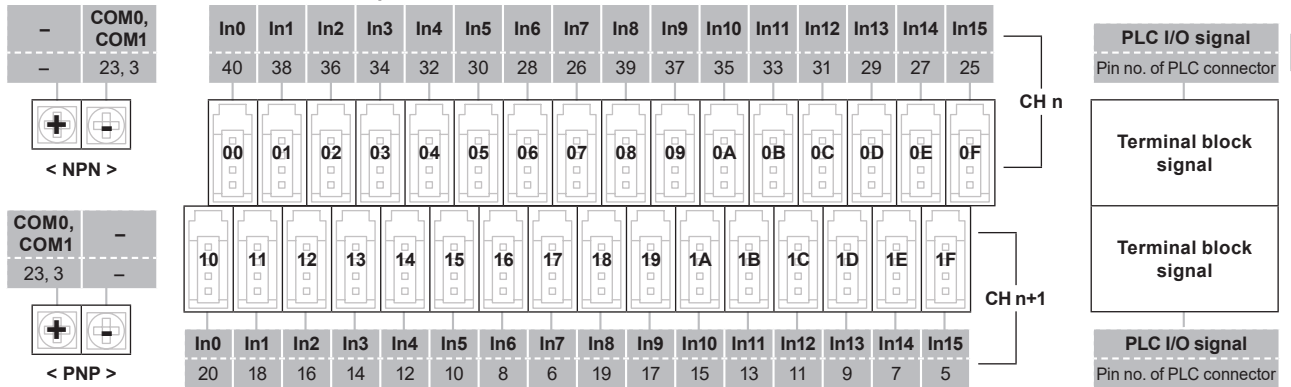 – COM0, COM1
– 23, 3
+ -
< NPN >
COM0, COM1 –
23, 3 –
+ -
< PNP >
In0 In1 In2 In3 In4 In5 In6 In7 In8 In9 In10 In11 In12 In13 In14 In15
40 38 36 34 32 30 28 26 39 37 35 33 31 29 27 25
CH n
00 01 02 03 04 05 06 07 08 09 0A 0B 0C 0D 0E 0F
10 11 12 13 14 15 16 17 18 19 1A 1B 1C 1D 1E 1F
CH n+1
In0 In1 In2 In3 In4 In5 In6 In7 In8 In9 In10 In11 In12 In13 In14 In15
20 18 16 14 12 10 8 6 19 17 15 13 11 9 7 5
PLC I/O signal
Pin no. of PLC connector
Terminal block
signal
Terminal block
signal
PLC I/O signal
Pin no. of PLC connector